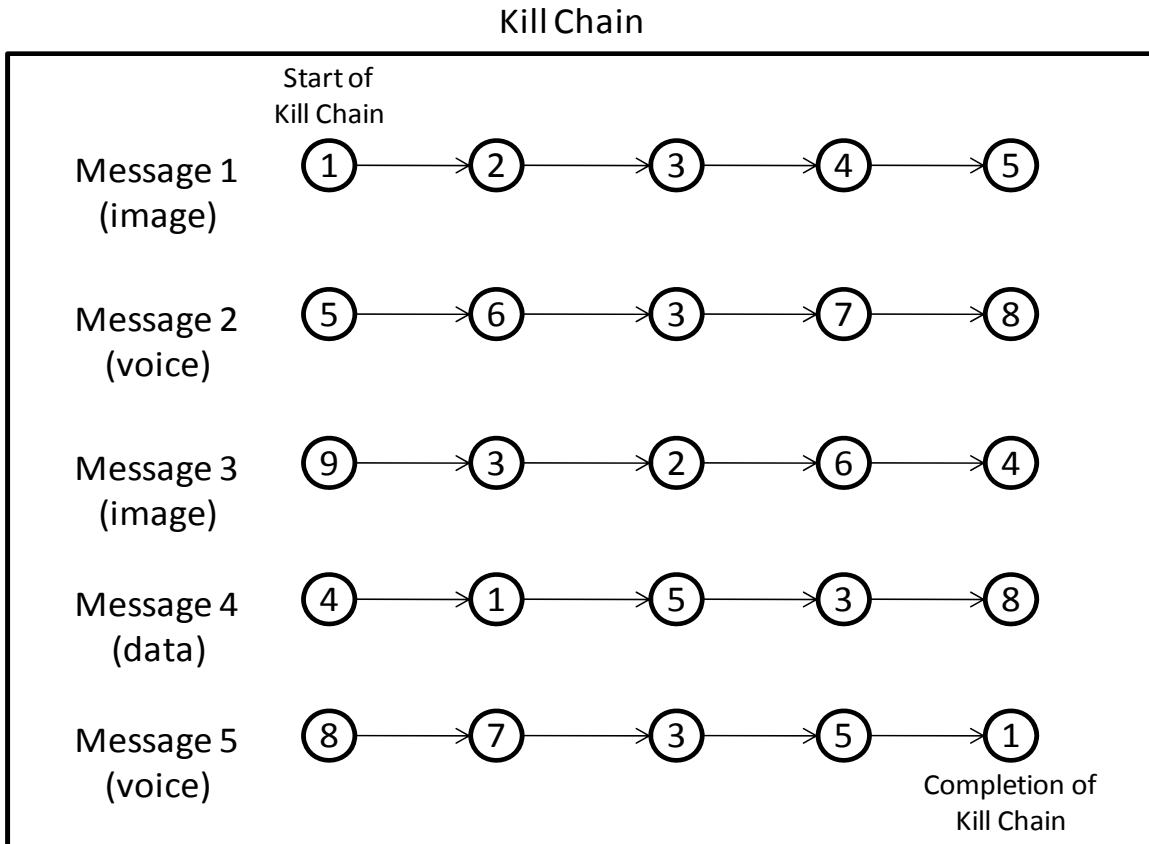 Kill Chain
Start of
Kill Chain
Message 1
(image)
1 2 3 4 5
Message 2
(voice)
5 6 3 7 8
Message 3
(image)
9 3 2 6 4
Message 4
(data)
4 1 5 3 8
Message 5
(voice)
8 7 3 5 1
Completion of
Kill Chain